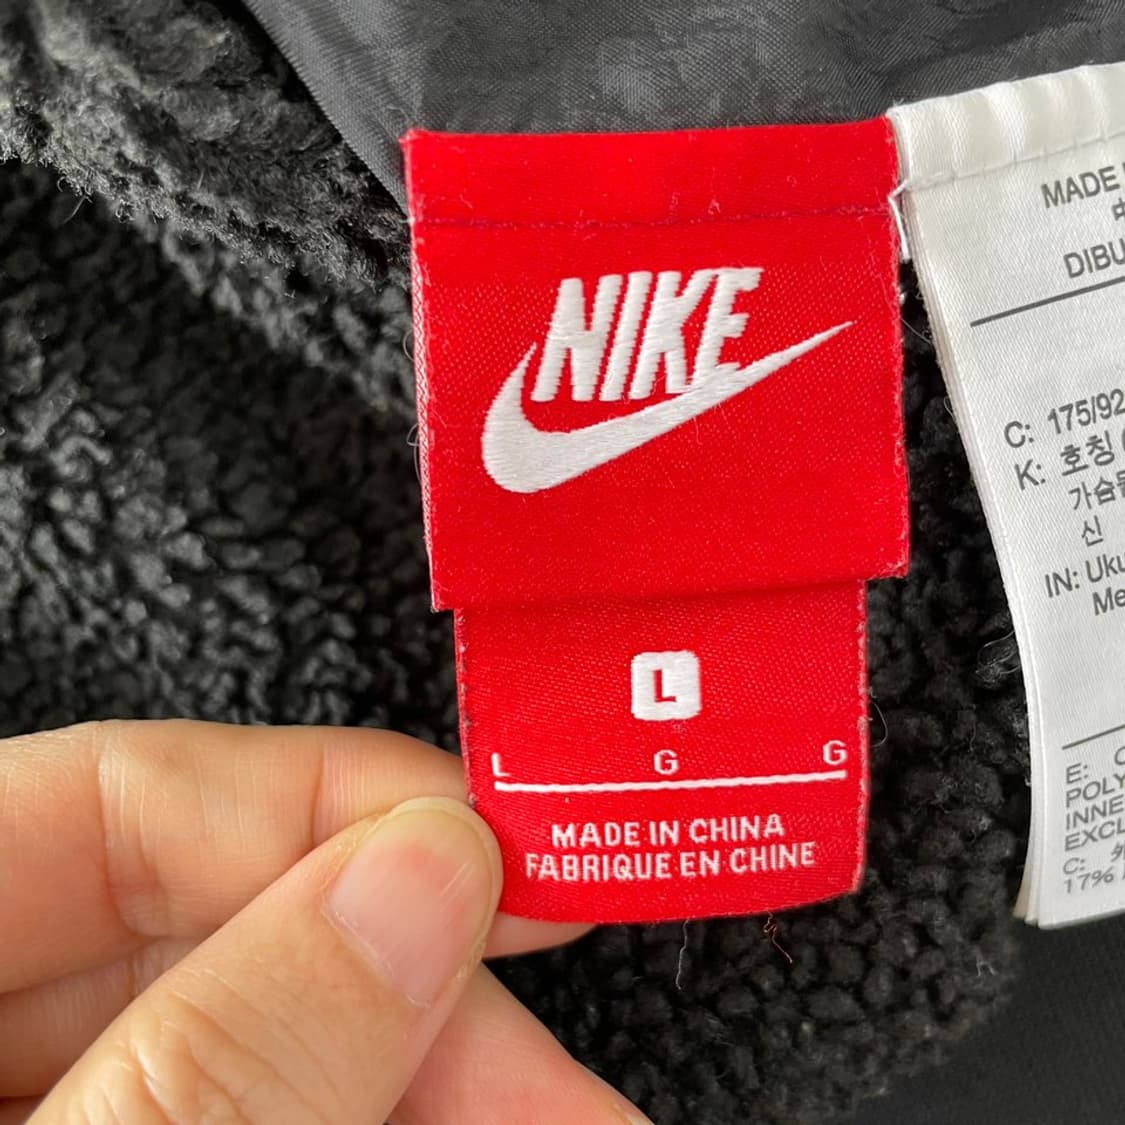 NIKE
L
L G G
MADE IN CHINA
FABRIQUE EN CHINE
MADE
DIBU
C: 175/92
K: 호칭
가슴둘
신
IN: Uku
Me
E:
POLY
INNE
EXCL
C:
17%